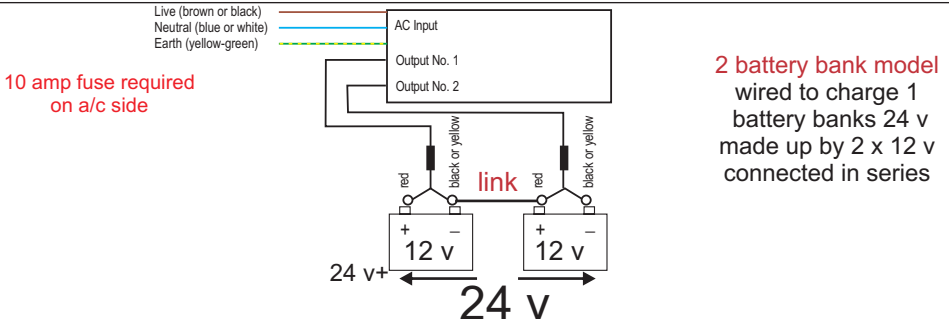 Live (brown or black)
Neutral (blue or white)
Earth (yellow-green)
AC Input
Output No. 1
Output No. 2
10 amp fuse required
on a/c side
2 battery bank model
wired to charge 1
battery banks 24 v
made up by 2 x 12 v
connected in series
red
black or yellow
link
red
black or yellow
+ –
12 v
+ –
12 v
24 v+
24 v